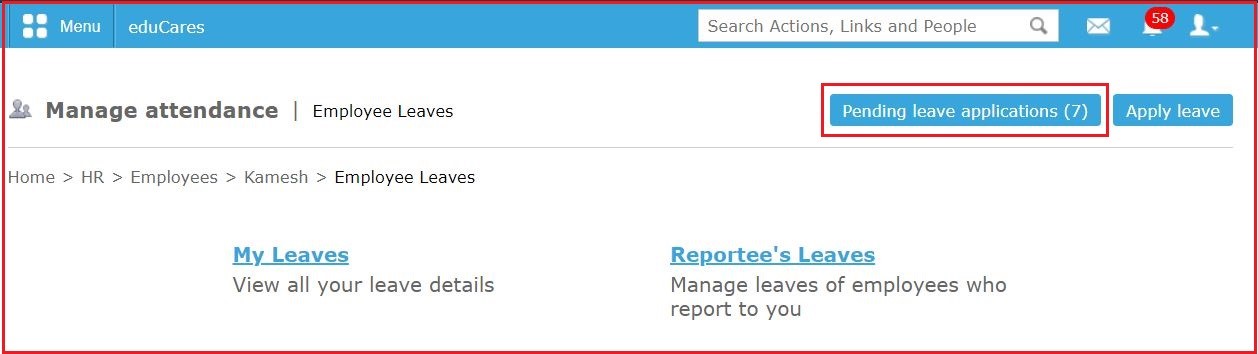 Menu eduCares Search Actions, Links and People 58
Manage attendance | Employee Leaves Pending leave applications (7) Apply leave
Home > HR > Employees > Kamesh > Employee Leaves
My Leaves
View all your leave details
Reportee's Leaves
Manage leaves of employees who
report to you